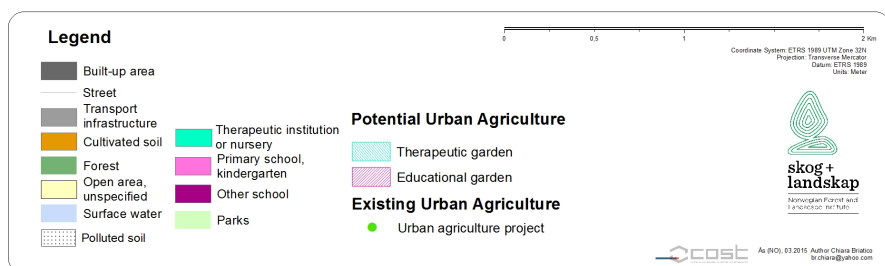 Legend
Built-up area
Street
Transport
infrastructure
Cultivated soil
Forest
Open area,
unspecified
Surface water
Polluted soil
Therapeutic institution
or nursery
Primary school,
kindergarten
Other school
Parks
Potential Urban Agriculture
Therapeutic garden
Educational garden
Existing Urban Agriculture
Urban agriculture project
0 0.5 1 2 Km
Coordinate System: ETRS 1989 UTM Zone 32N
Projection: Transverse Mercator
Datum: ETRS 1989
Units: Meter
skog+
landskap
Norwegian Forest and
Landscape Institute
cost
Ås (NO), 03.2015 Author Chiara Briatico
br.chiara@yahoo.com